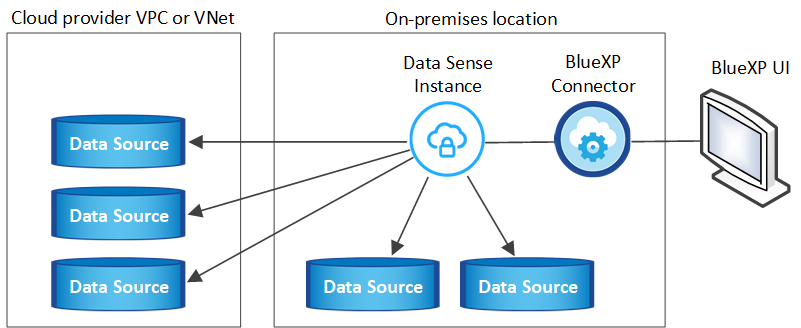 Cloud provider VPC or VNet
On-premises location
Data Sense
Instance
BlueXP
Connector
BlueXP UI
Data Source
Data Source
Data Source
Data Source
Data Source